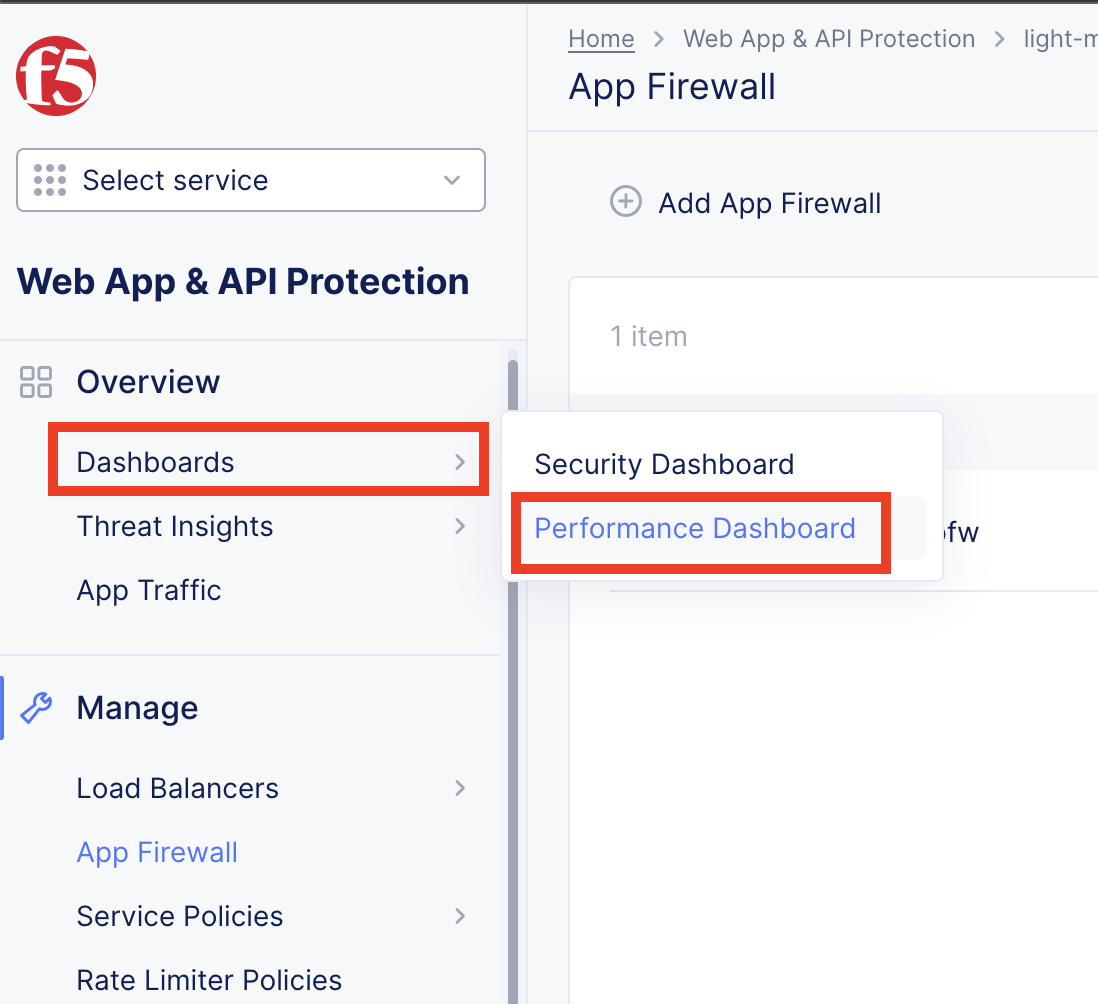 f5
Select service
Web App & API Protection
Overview
Dashboards
Threat Insights
App Traffic
Manage
Load Balancers
App Firewall
Service Policies
Rate Limiter Policies
Home > Web App & API Protection > light-m
App Firewall
Add App Firewall
1 item
Security Dashboard
Performance Dashboard
fw